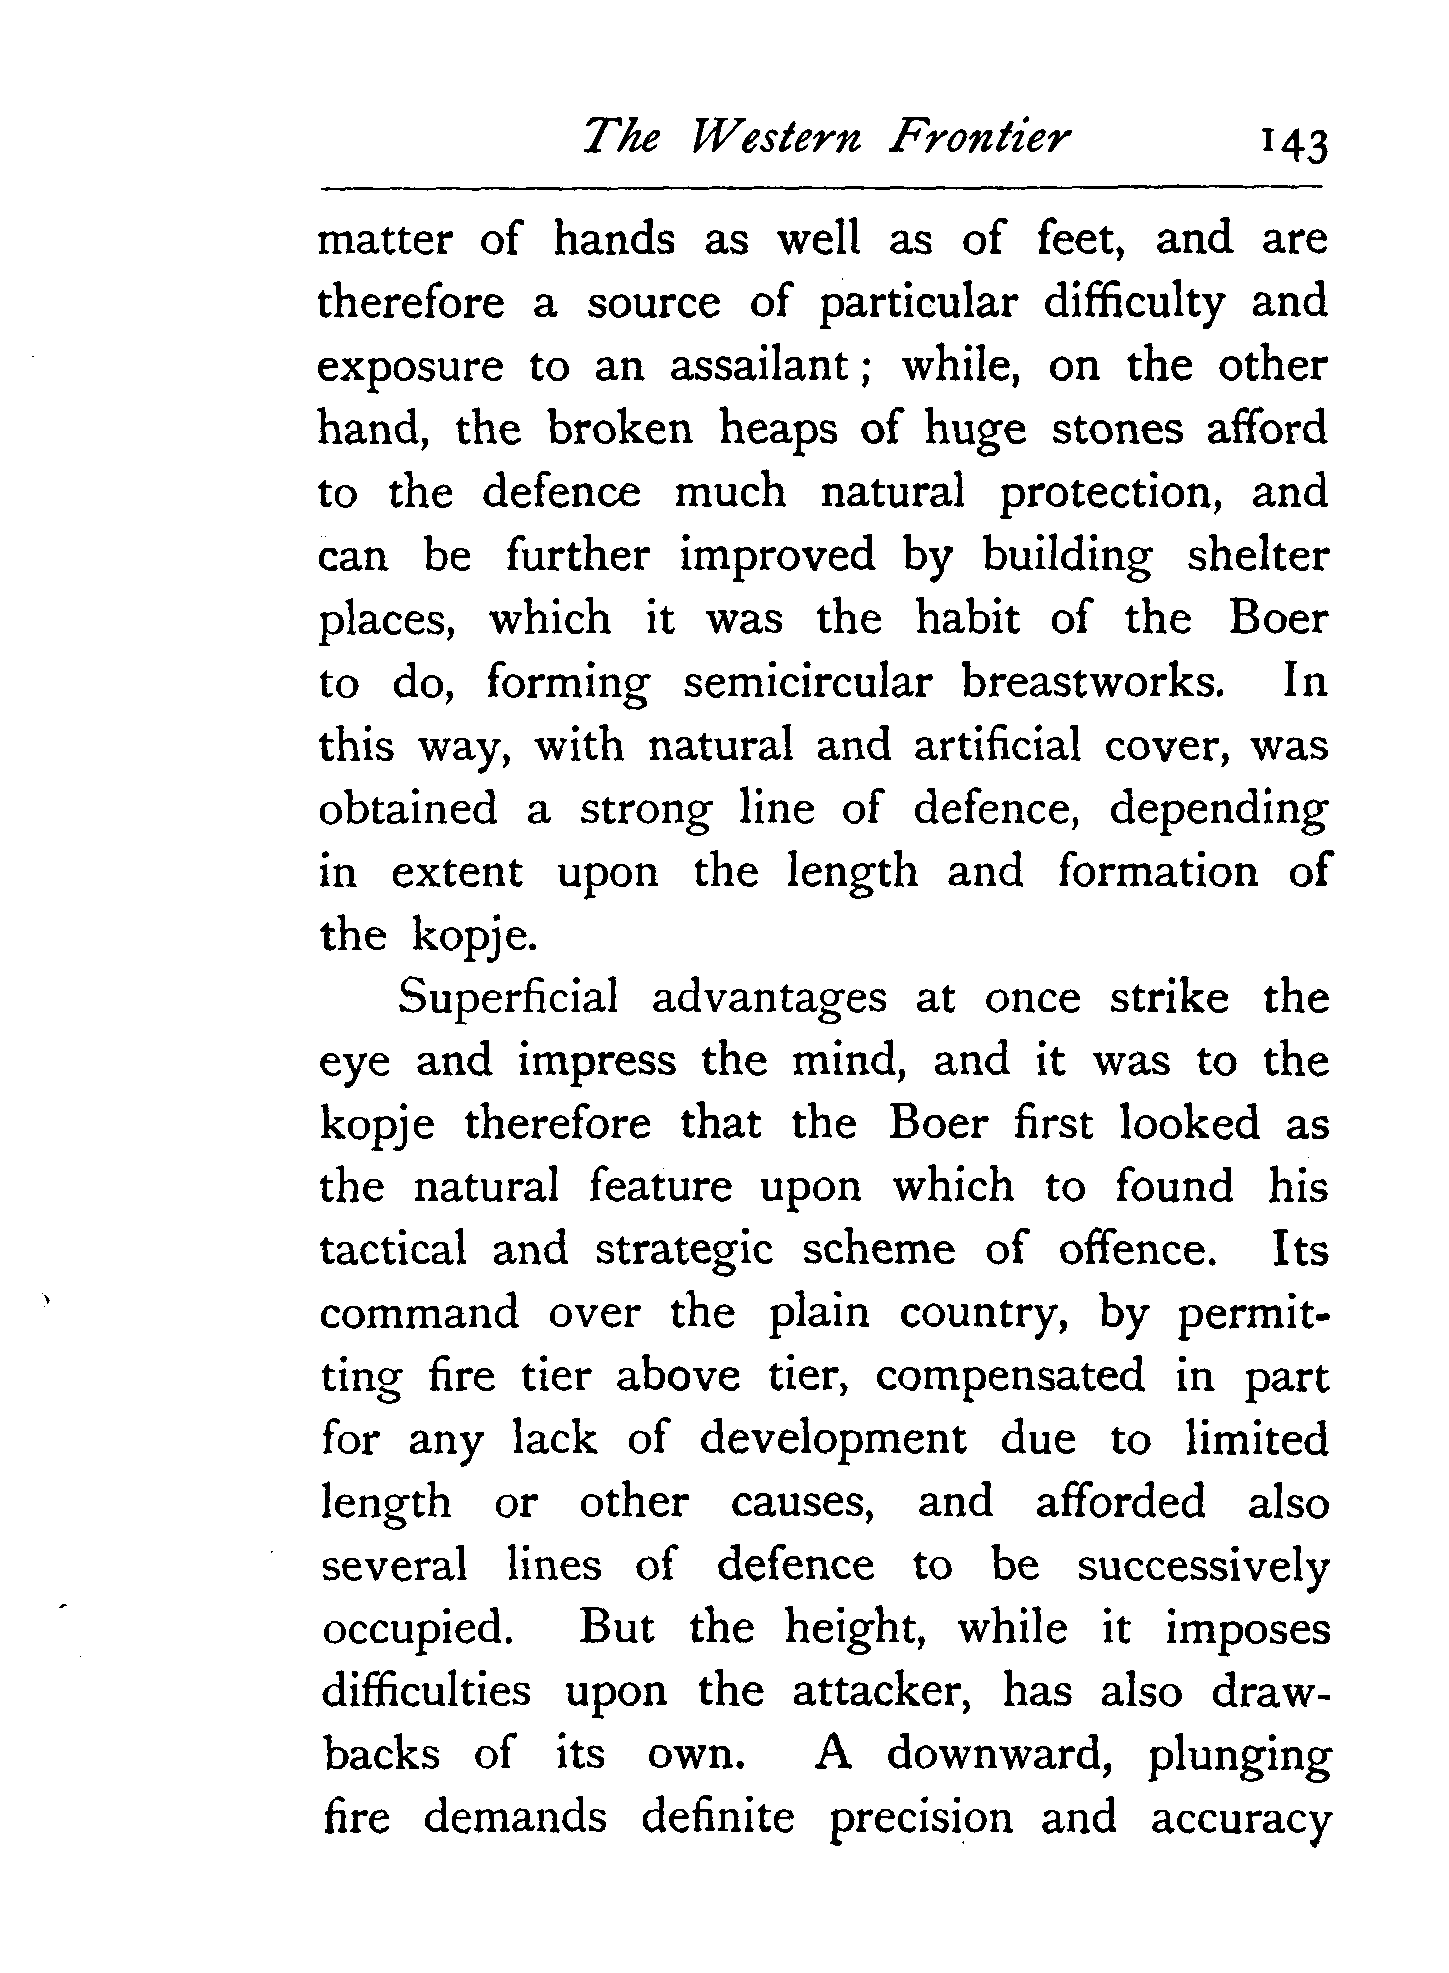 The Western Frontier 143
matter of hands as well as of feet, and are
therefore a source of particular difficulty and
exposure to an assailant ; while, on the other
hand, the broken heaps of huge stones afford
to the defence much natural protection, and
can be further improved by building shelter
places, which it was the habit of the Boer
to do, forming semicircular breastworks. In
this way, with natural and artificial cover, was
obtained a strong line of defence, depending
in extent upon the length and formation of
the kopje.
Superficial advantages at once strike the
eye and impress the mind, and it was to the
kopje therefore that the Boer first looked as
the natural feature upon which to found his
tactical and strategic scheme of offence. Its
command over the plain country, by permit-
ting fire tier above tier, compensated in part
for any lack of development due to limited
length or other causes, and afforded also
several lines of defence to be successively
occupied. But the height, while it imposes
difficulties upon the attacker, has also draw-
backs of its own. A downward, plunging
fire demands definite precision and accuracy